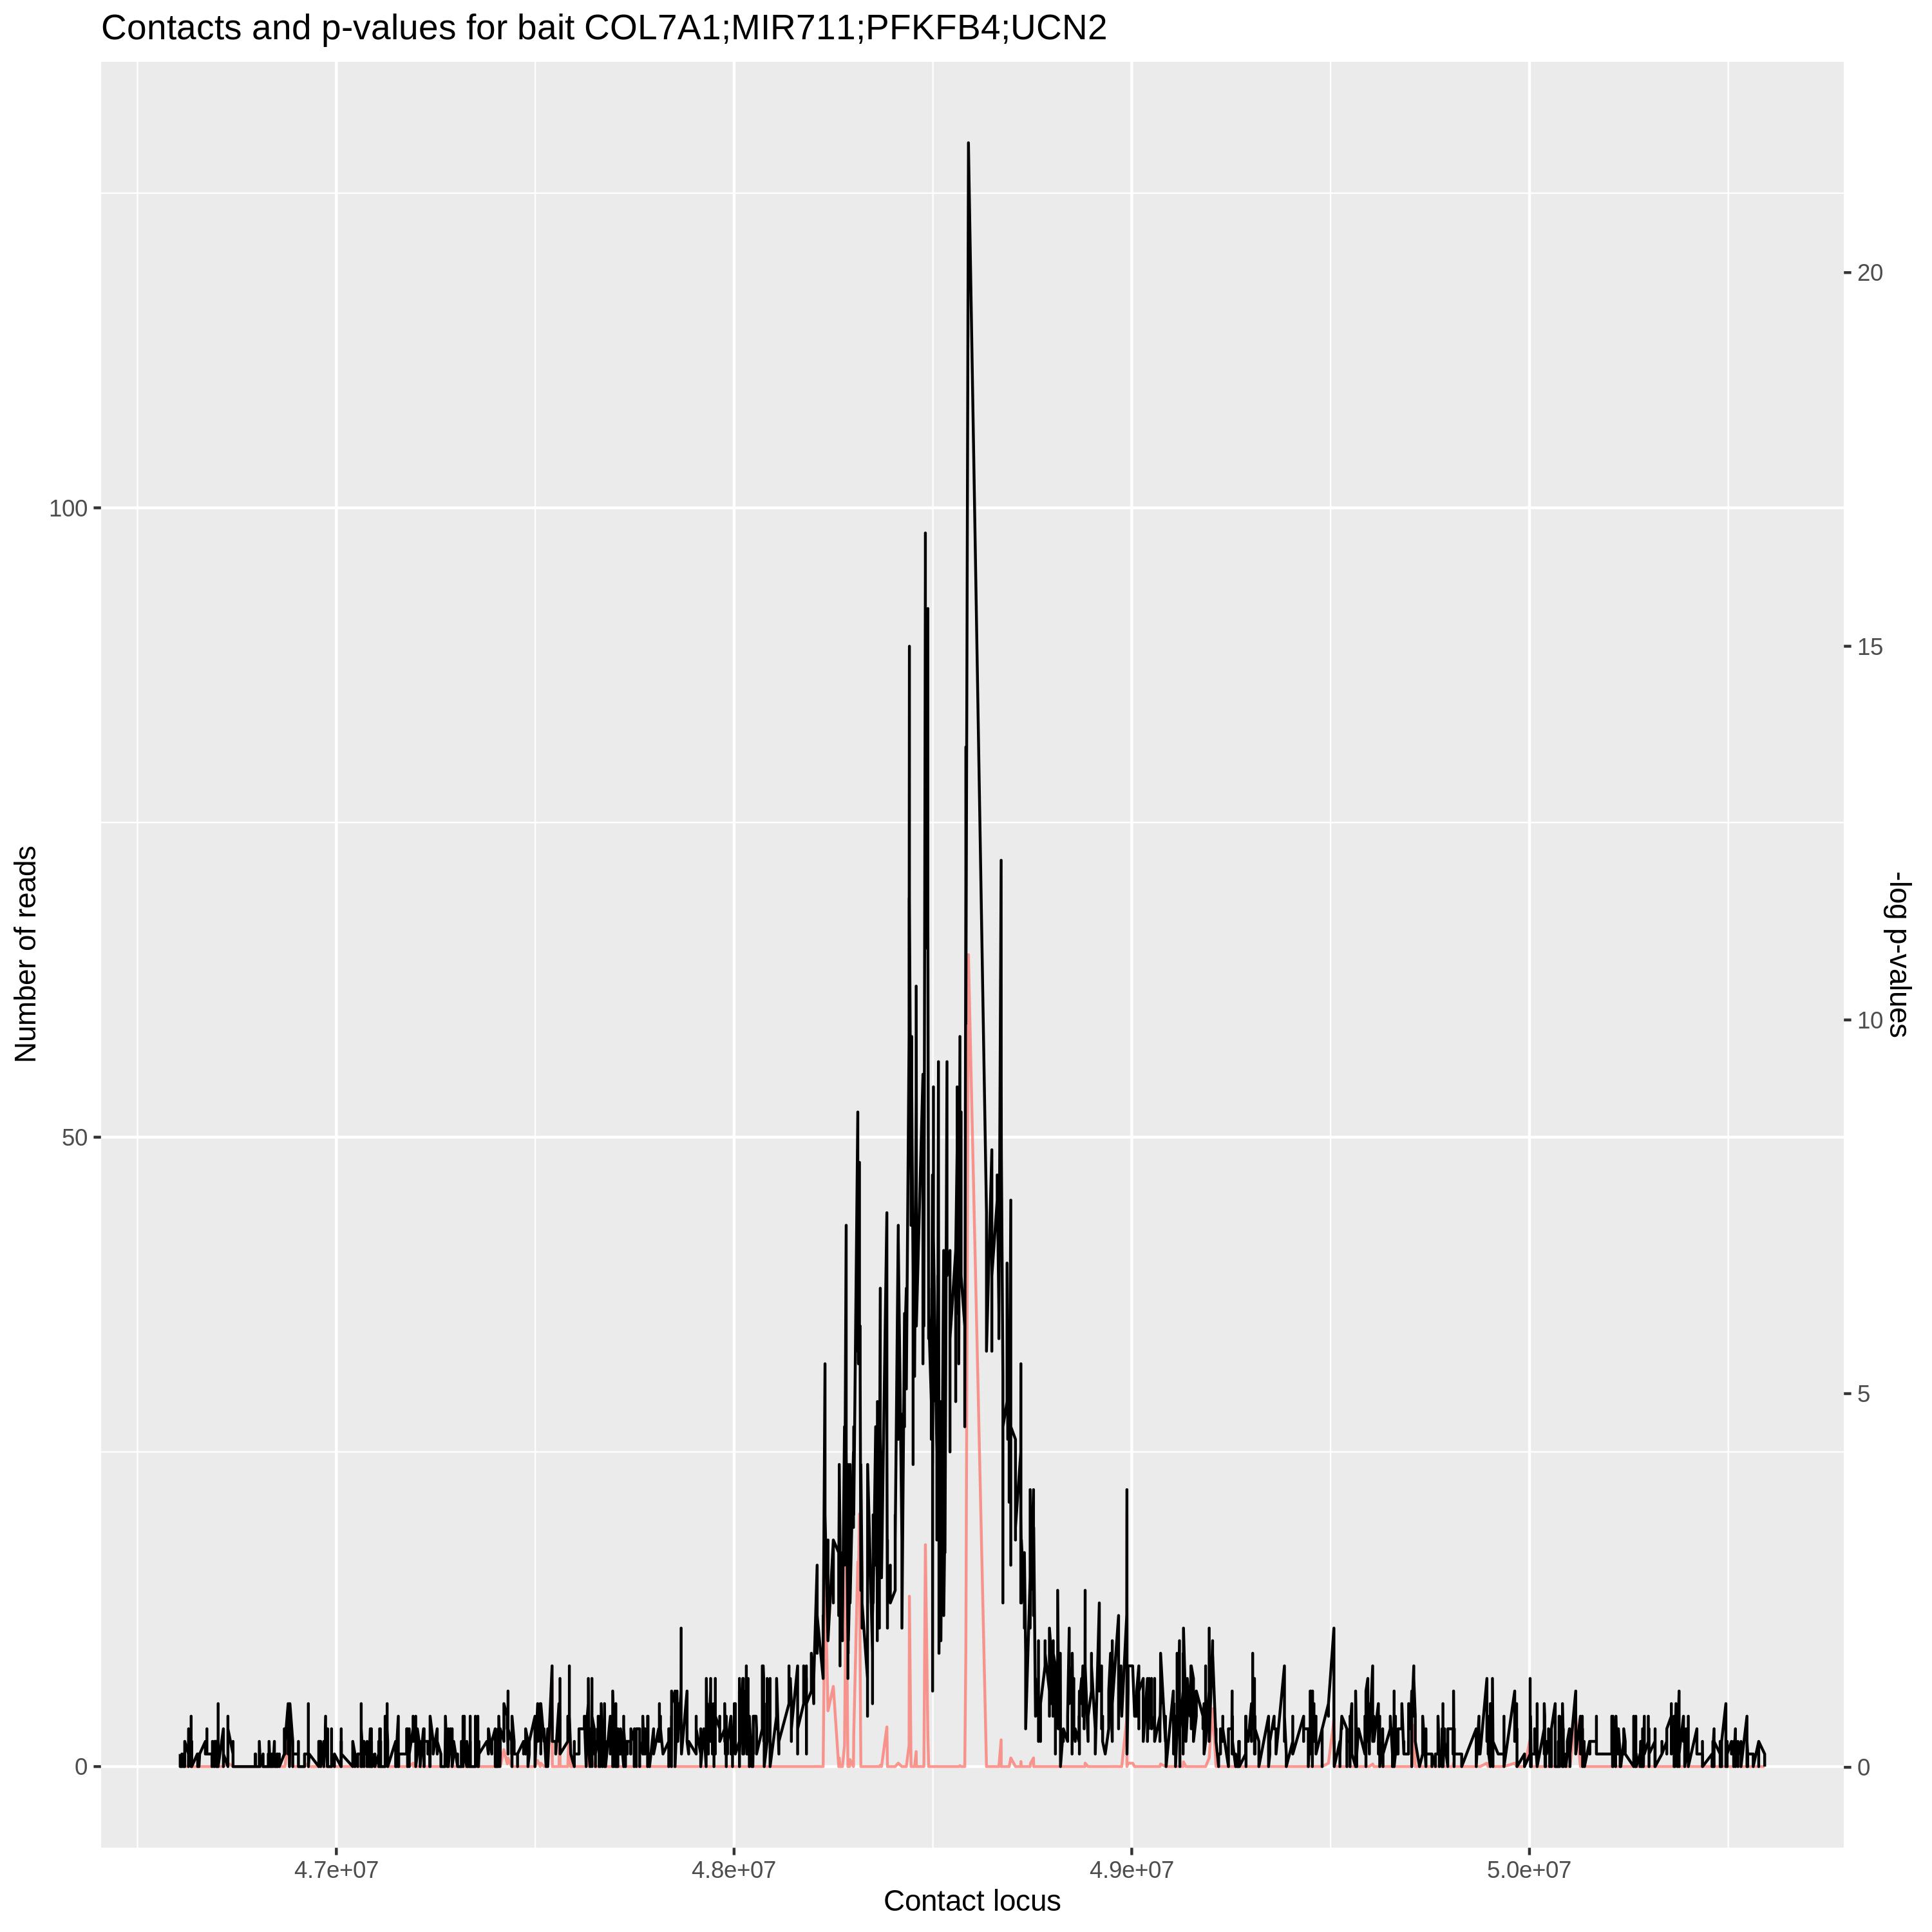 Contacts and p-values for bait COL7A1;MIR711;PFKFB4;UCN2
100
50
0
Number of reads
20
15
10
5
0
-log p-values
4.7e+07
4.8e+07
4.9e+07
5.0e+07
Contact locus